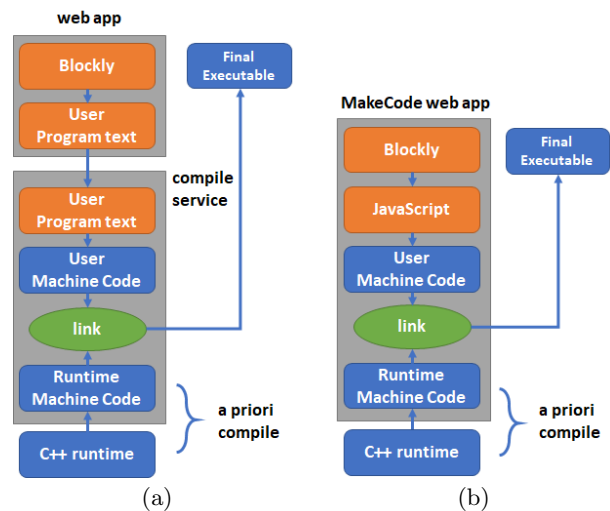 web app
Blockly
User
Program text
Final
Executable
compile
service
User
Program text
User
Machine Code
link
Runtime
Machine Code
a priori
compile
C++ runtime
(a)
MakeCode web app
Blockly
JavaScript
Final
Executable
User
Machine Code
link
Runtime
Machine Code
a priori
compile
C++ runtime
(b)